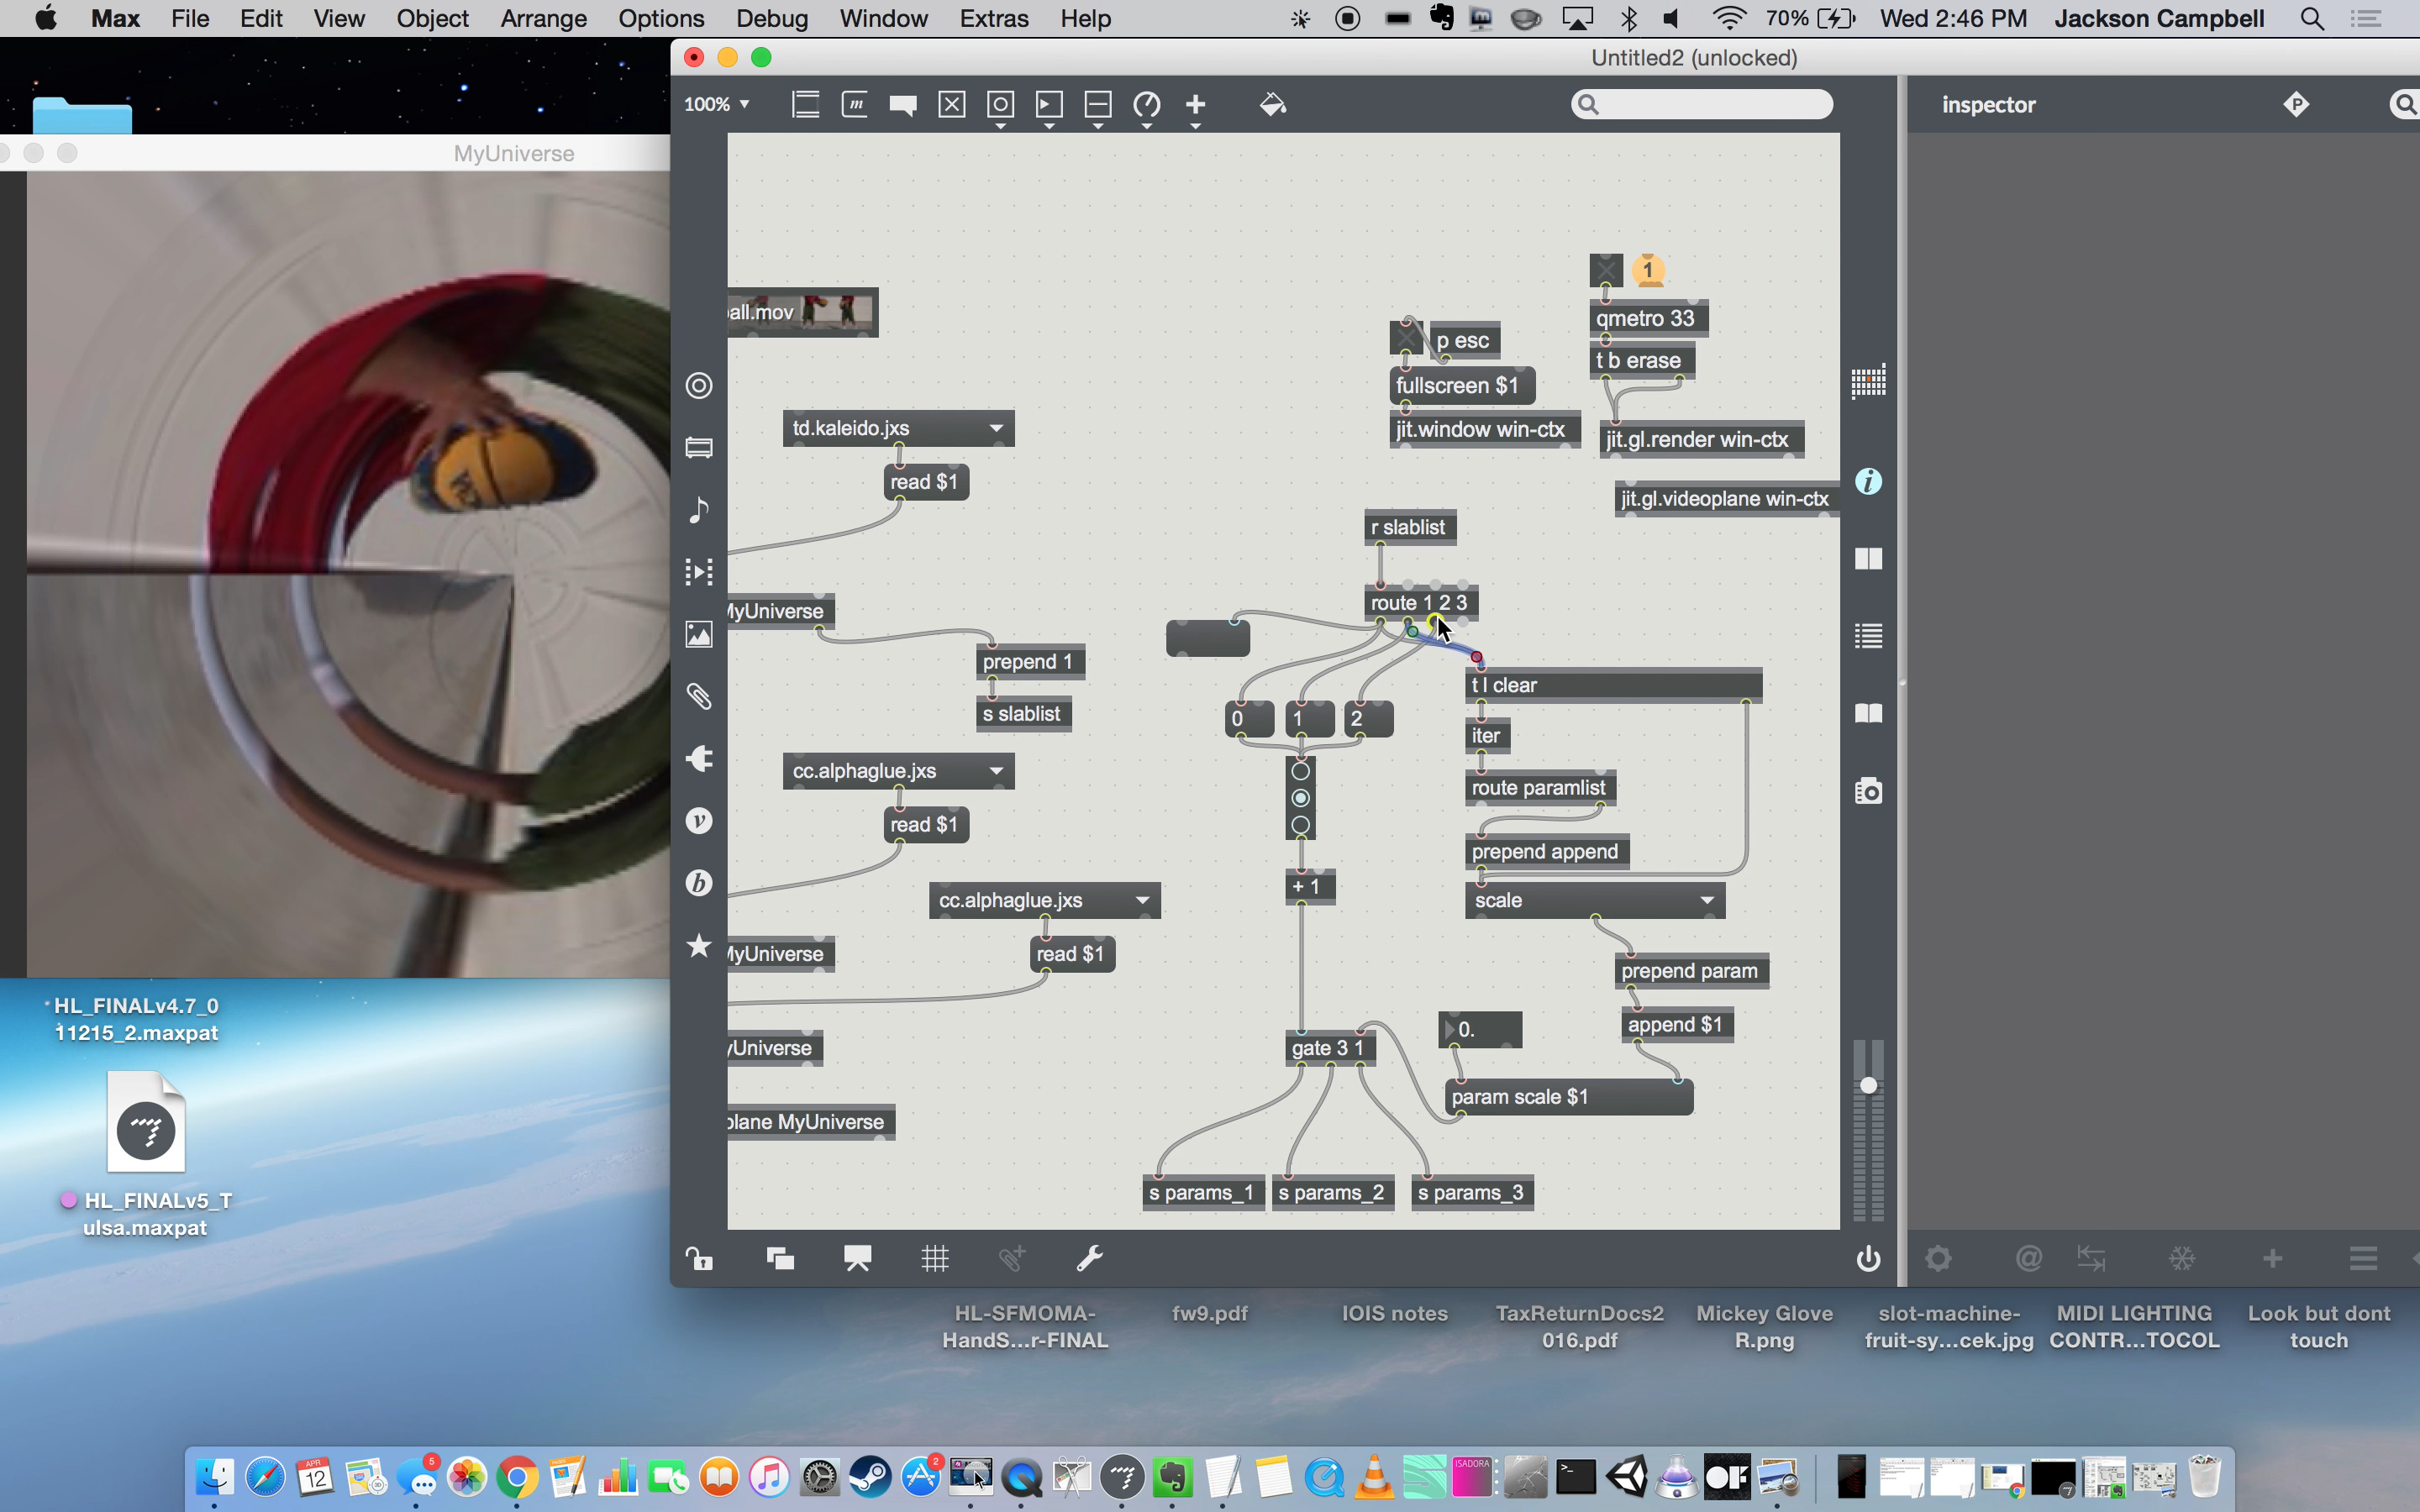 Max File Edit View Object Arrange Options Debug Window Extras Help 70% Wed 2:46 PM Jackson Campbell
Untitled2 (unlocked)
100%
inspector
MyUniverse
all.mov
1
qmetro 33
p esc
t b erase
fullscreen $1
td.kaleido.jxs
jit.window win-ctx
jit.gl.render win-ctx
read $1
jit.gl.videoplane win-ctx
r slablist
route 1 2 3
MyUniverse
prepend 1
t l clear
s slablist
0
1
2
iter
cc.alphaglue.jxs
route paramlist
read $1
prepend append
+ 1
cc.alphaglue.jxs
scale
MyUniverse
read $1
prepend param
HL_FINALv4.7_0
11215_2.maxpat
append $1
0.
yUniverse
gate 3 1
param scale $1
plane MyUniverse
s params_1
s params_2
s params_3
HL_FINALv5_T
ulsa.maxpat
HL-SFMOMA-
HandS...r-FINAL
fw9.pdf
IOIS notes
TaxReturnDocs2
016.pdf
Mickey Glove
R.png
slot-machine-
fruit-sy...cek.jpg
MIDI LIGHTING
CONTR...TOCOL
Look but dont
touch
APR
12
5
2
ISADORA
OF